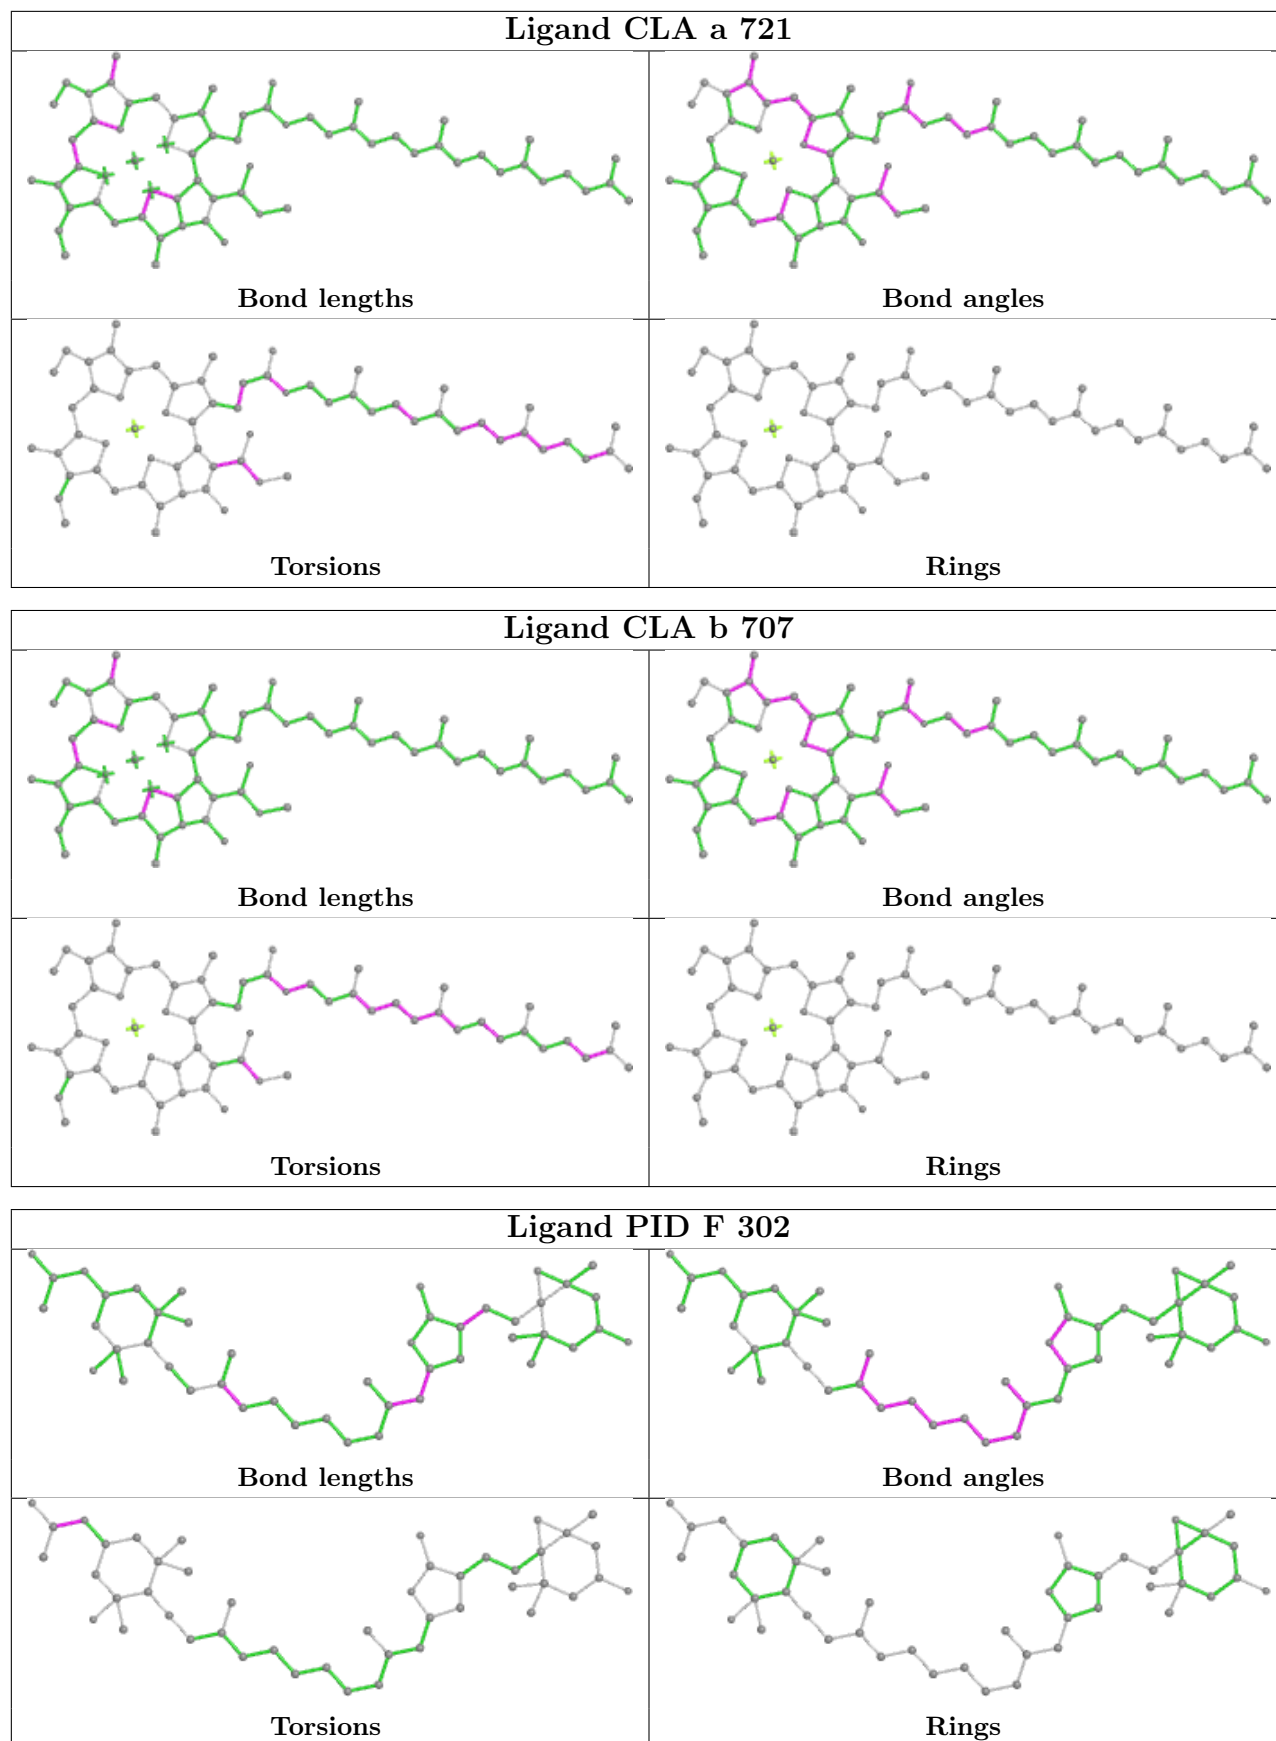 Ligand CLA a 721
Bond lengths
Bond angles
Torsions
Rings
Ligand CLA b 707
Bond lengths
Bond angles
Torsions
Rings
Ligand PID F 302
Bond lengths
Bond angles
Torsions
Rings